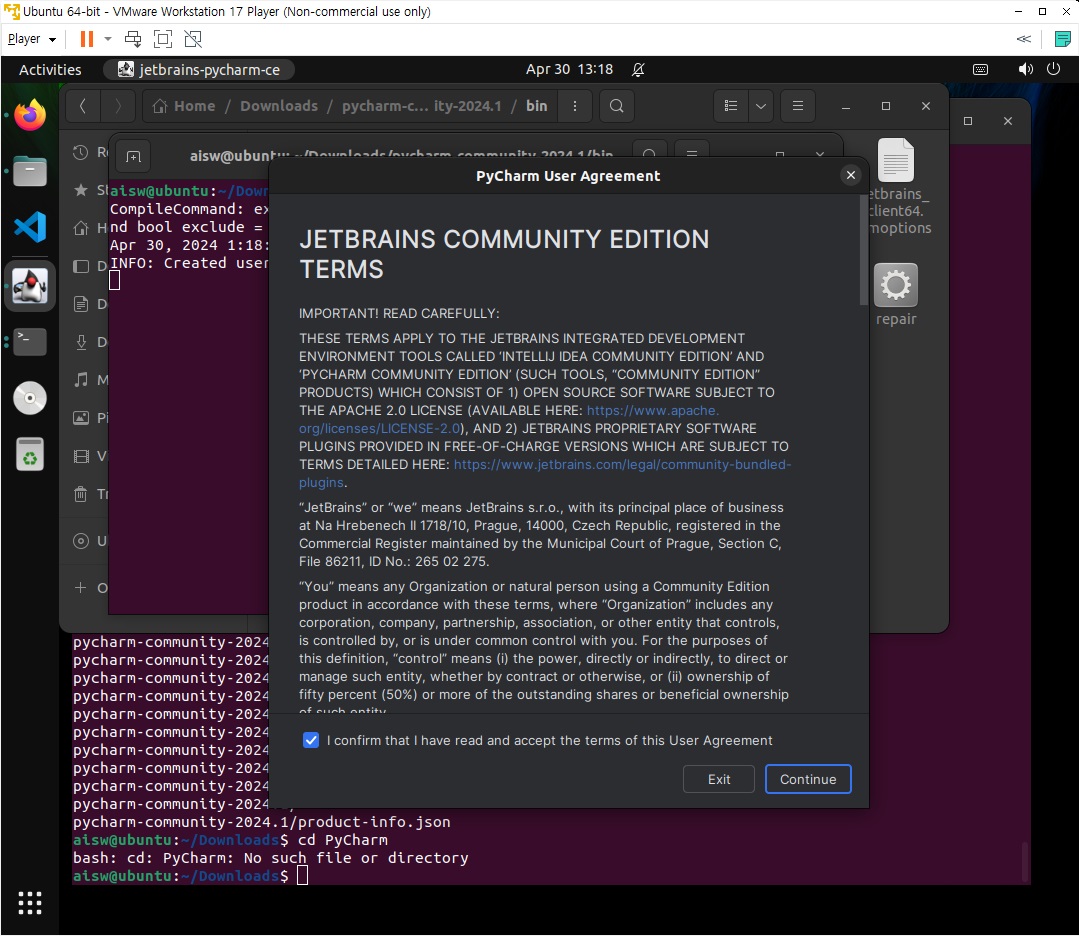 Ubuntu 64-bit - VMware Workstation 17 Player (Non-commercial use only)
Player
Activities
jetbrains-pycharm-ce
Apr 30 13:18
Home / Downloads / pycharm-c… ity-2024.1 / bin
aisw@ubuntu: ~/Downloads/pycharm-community-2024.1/bin
aisw@ubuntu:~/Down
CompileCommand: ex
nd bool exclude =
Apr 30, 2024 1:18:
INFO: Created user
etbrains_
client64.
moptions
repair
PyCharm User Agreement
JETBRAINS COMMUNITY EDITION
TERMS
IMPORTANT! READ CAREFULLY:
THESE TERMS APPLY TO THE JETBRAINS INTEGRATED DEVELOPMENT
ENVIRONMENT TOOLS CALLED ‘INTELLIJ IDEA COMMUNITY EDITION’ AND
‘PYCHARM COMMUNITY EDITION’ (SUCH TOOLS, “COMMUNITY EDITION”
PRODUCTS) WHICH CONSIST OF 1) OPEN SOURCE SOFTWARE SUBJECT TO
THE APACHE 2.0 LICENSE (AVAILABLE HERE: https://www.apache.
org/licenses/LICENSE-2.0), AND 2) JETBRAINS PROPRIETARY SOFTWARE
PLUGINS PROVIDED IN FREE-OF-CHARGE VERSIONS WHICH ARE SUBJECT TO
TERMS DETAILED HERE: https://www.jetbrains.com/legal/community-bundled-
plugins.
“JetBrains” or “we” means JetBrains s.r.o., with its principal place of business
at Na Hrebenech II 1718/10, Prague, 14000, Czech Republic, registered in the
Commercial Register maintained by the Municipal Court of Prague, Section C,
File 86211, ID No.: 265 02 275.
“You” means any Organization or natural person using a Community Edition
product in accordance with these terms, where “Organization” includes any
corporation, company, partnership, association, or other entity that controls,
is controlled by, or is under common control with you. For the purposes of
this definition, “control” means (i) the power, directly or indirectly, to direct or
manage such entity, whether by contract or otherwise, or (ii) ownership of
fifty percent (50%) or more of the outstanding shares or beneficial ownership
of such entity.
I confirm that I have read and accept the terms of this User Agreement
Exit
Continue
pycharm-community-2024
pycharm-community-2024
pycharm-community-2024
pycharm-community-2024
pycharm-community-2024
pycharm-community-2024
pycharm-community-2024
pycharm-community-2024
pycharm-community-2024
pycharm-community-2024
pycharm-community-2024.1/product-info.json
aisw@ubuntu:~/Downloads$ cd PyCharm
bash: cd: PyCharm: No such file or directory
aisw@ubuntu:~/Downloads$